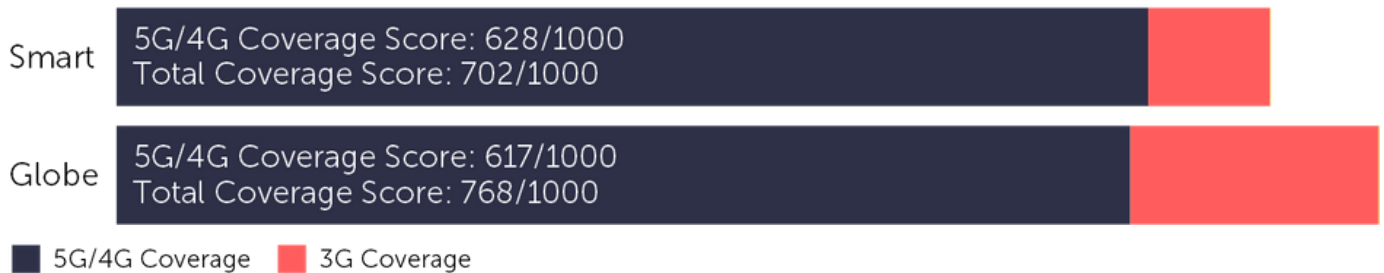 Smart
5G/4G Coverage Score: 628/1000
Total Coverage Score: 702/1000
Globe
5G/4G Coverage Score: 617/1000
Total Coverage Score: 768/1000
5G/4G Coverage 3G Coverage